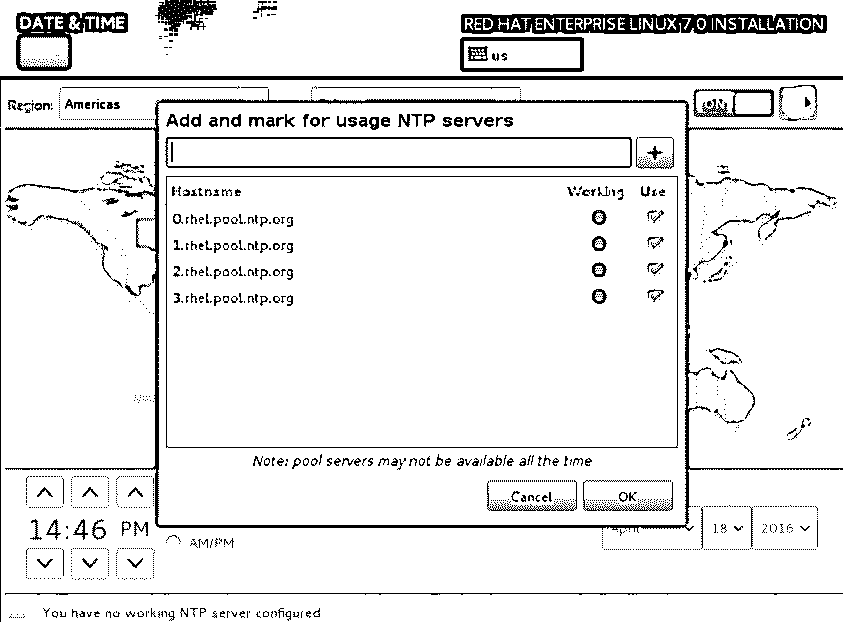 DATE & TIME
RED HAT ENTERPRISE LINUX 7.0 INSTALLATION
us
Region:
Americas
Add and mark for usage NTP servers
Hostname Working Use
0.rhel.pool.ntp.org
1.rhel.pool.ntp.org
2.rhel.pool.ntp.org
3.rhel.pool.ntp.org
Note: pool servers may not be available all the time
Cancel OK
14:46 PM
AM/PM
April 18 2016
You have no working NTP server configured